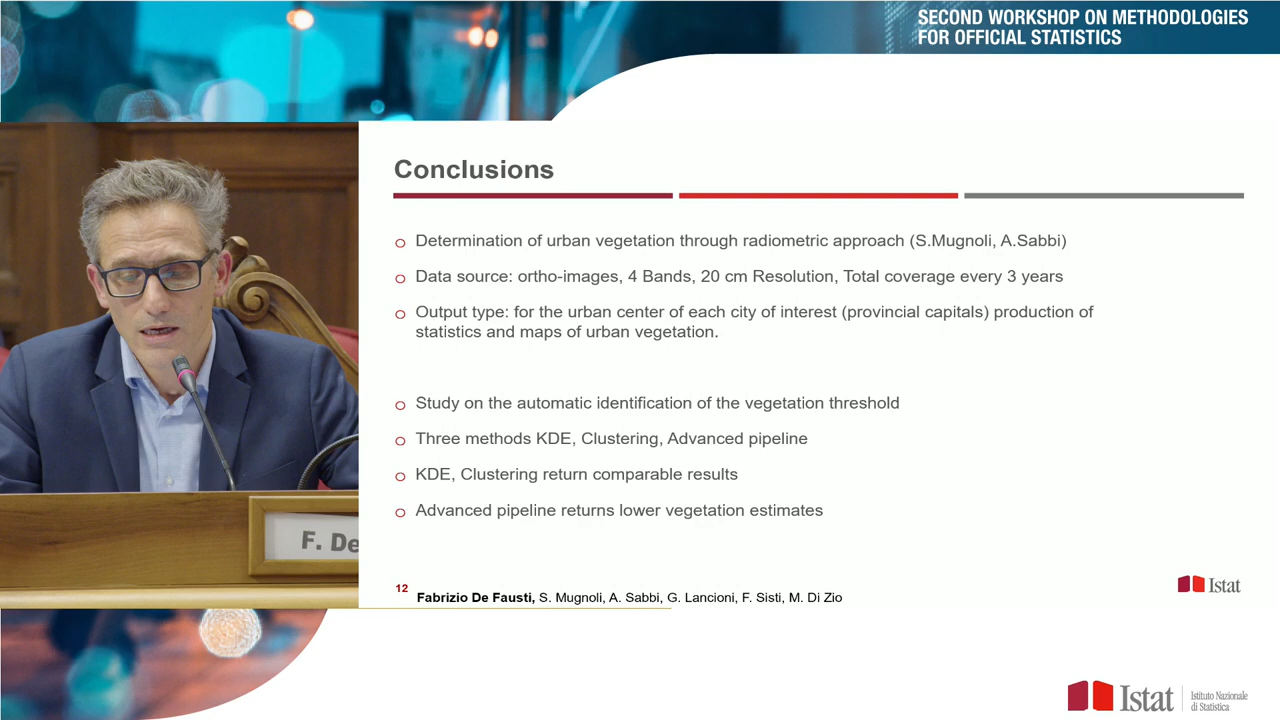 SECOND WORKSHOP ON METHODOLOGIES
FOR OFFICIAL STATISTICS
Conclusions
Determination of urban vegetation through radiometric approach (S.Mugnoli, A.Sabbi)
Data source: ortho-images, 4 Bands, 20 cm Resolution, Total coverage every 3 years
Output type: for the urban center of each city of interest (provincial capitals) production of
statistics and maps of urban vegetation.
Study on the automatic identification of the vegetation threshold
Three methods KDE, Clustering, Advanced pipeline
KDE, Clustering return comparable results
Advanced pipeline returns lower vegetation estimates
F. De
12 Fabrizio De Fausti, S. Mugnoli, A. Sabbi, G. Lancioni, F. Sisti, M. Di Zio
Istat
Istat
Istituto Nazionale
di Statistica